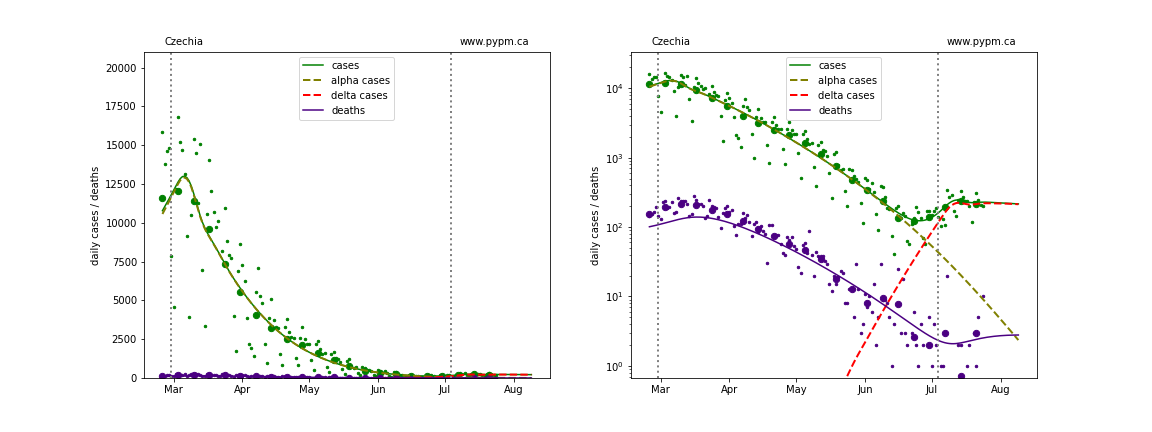 Czechia
www.pypm.ca
cases
alpha cases
delta cases
deaths
daily cases / deaths
20000
17500
15000
12500
10000
7500
5000
2500
0
Mar
Apr
May
Jun
Jul
Aug
Czechia
www.pypm.ca
cases
alpha cases
delta cases
deaths
daily cases / deaths
10⁴
10³
10²
10¹
10⁰
Mar
Apr
May
Jun
Jul
Aug